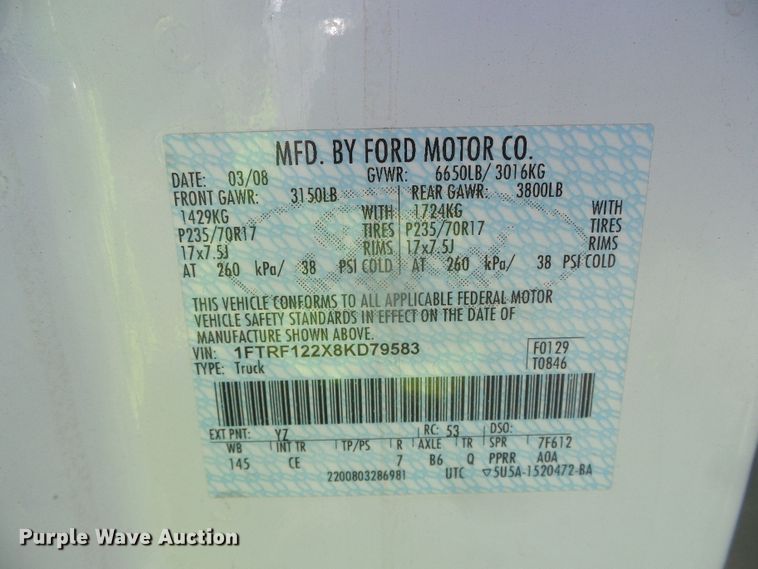 MFD. BY FORD MOTOR CO.
DATE: 03/08 GVWR: 6650LB/ 3016KG
FRONT GAWR: 3150LB REAR GAWR: 3800LB
1429KG WITH 1724KG WITH
P235/70R17 TIRES P235/70R17 TIRES
17x7.5J RIMS 17x7.5J RIMS
AT 260 kPa/ 38 PSI COLD AT 260 kPa/ 38 PSI COLD
THIS VEHICLE CONFORMS TO ALL APPLICABLE FEDERAL MOTOR
VEHICLE SAFETY STANDARDS IN EFFECT ON THE DATE OF
MANUFACTURE SHOWN ABOVE.
VIN: 1FTRF122X8KD79583 F0129
TYPE: Truck T0846
EXT PNT: YZ RC: 53 DSO:
WB INT TR TP/PS R AXLE TR SPR 7F612
145 CE 7 B6 Q PPRR A0A
2200803286981 UTC ▽5U5A-1520472-BA
Purple Wave Auction